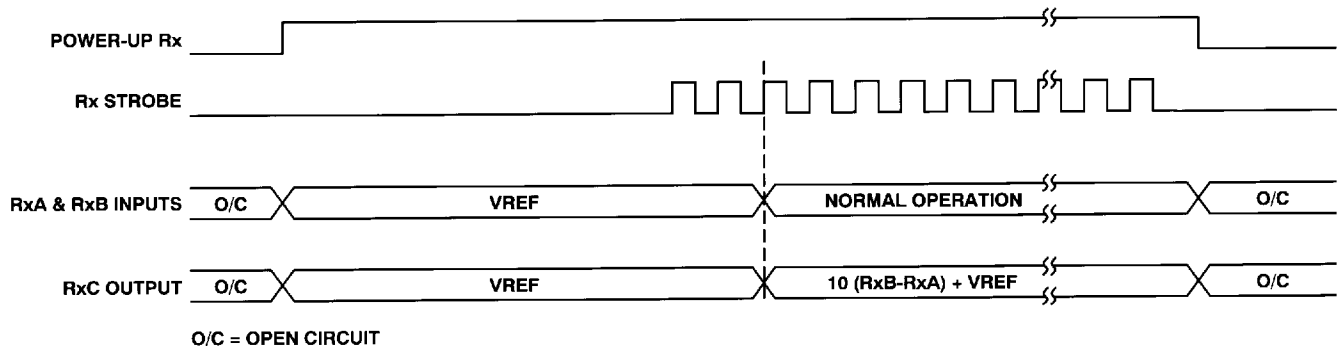 POWER-UP Rx
Rx STROBE
RxA & RxB INPUTS O/C VREF NORMAL OPERATION O/C
RxC OUTPUT O/C VREF 10 (RxB-RxA) + VREF O/C
O/C = OPEN CIRCUIT